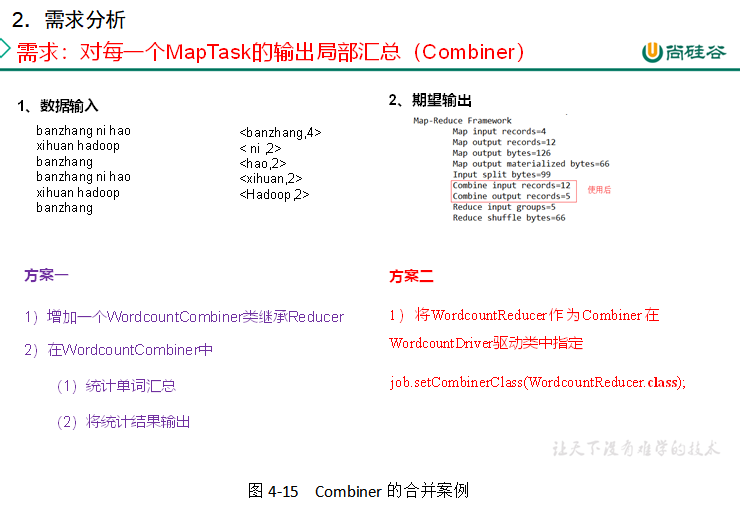 2. 需求分析
需求：对每一个MapTask的输出局部汇总（Combiner）
尚硅谷
1、数据输入
banzhang ni hao
xihuan hadoop
banzhang
banzhang ni hao
xihuan hadoop
banzhang
<banzhang,4>
< ni ,2>
<hao,2>
<xihuan,2>
<Hadoop,2>
2、期望输出
Map-Reduce Framework
Map input records=4
Map output records=12
Map output bytes=126
Map output materialized bytes=66
Input split bytes=99
Combine input records=12
Combine output records=5
使用后
Reduce input groups=5
Reduce shuffle bytes=66
方案一
1）增加一个WordcountCombiner类继承Reducer
2）在WordcountCombiner中
（1）统计单词汇总
（2）将统计结果输出
方案二
1）将WordcountReducer作为Combiner在
WordcountDriver驱动类中指定
job.setCombinerClass(WordcountReducer.class);
让天下没有难学的技术
图 4-15 Combiner 的合并案例